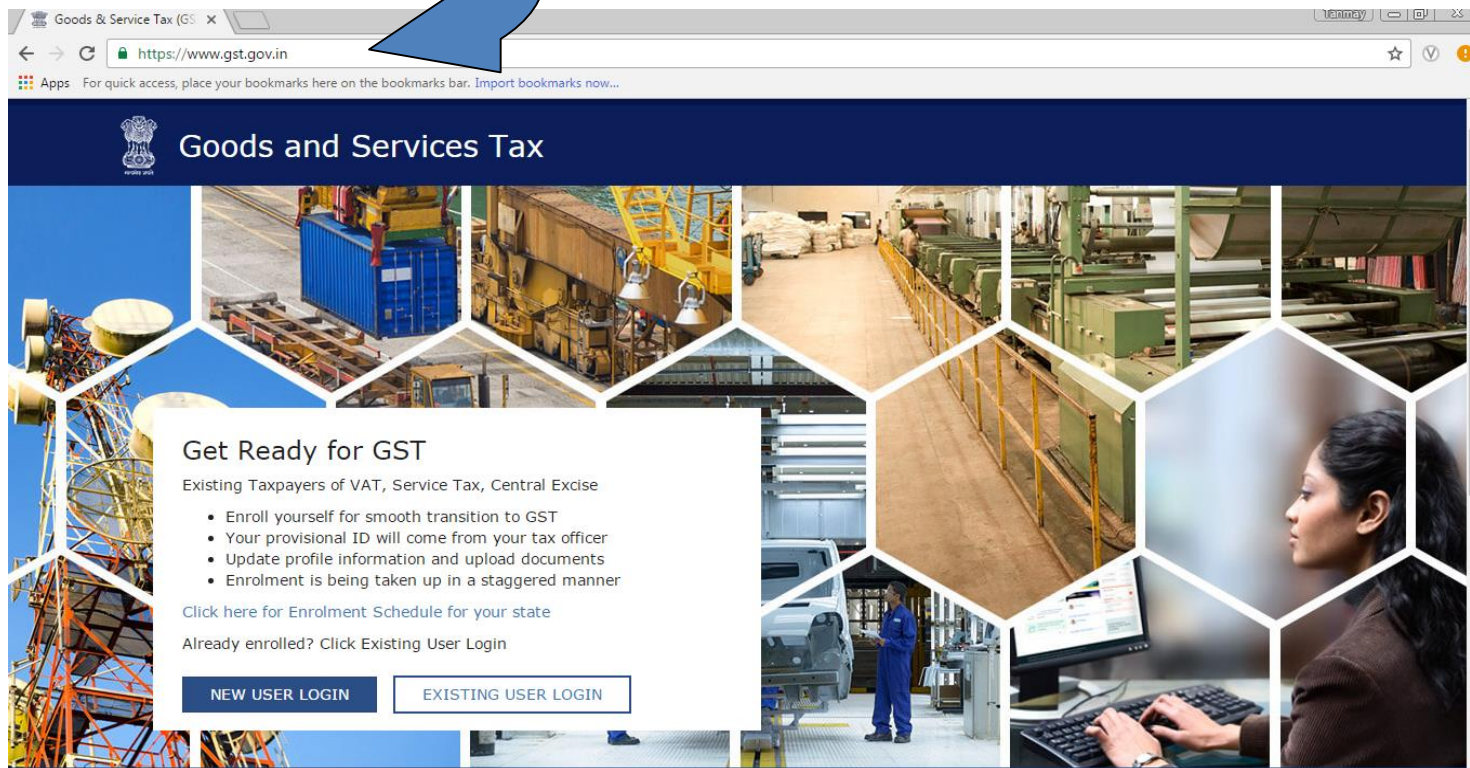 Goods & Service Tax (GS
Tanmay
https://www.gst.gov.in
Apps For quick access, place your bookmarks here on the bookmarks bar. Import bookmarks now...
Goods and Services Tax
Get Ready for GST
Existing Taxpayers of VAT, Service Tax, Central Excise
• Enroll yourself for smooth transition to GST
• Your provisional ID will come from your tax officer
• Update profile information and upload documents
• Enrolment is being taken up in a staggered manner
Click here for Enrolment Schedule for your state
Already enrolled? Click Existing User Login
NEW USER LOGIN EXISTING USER LOGIN